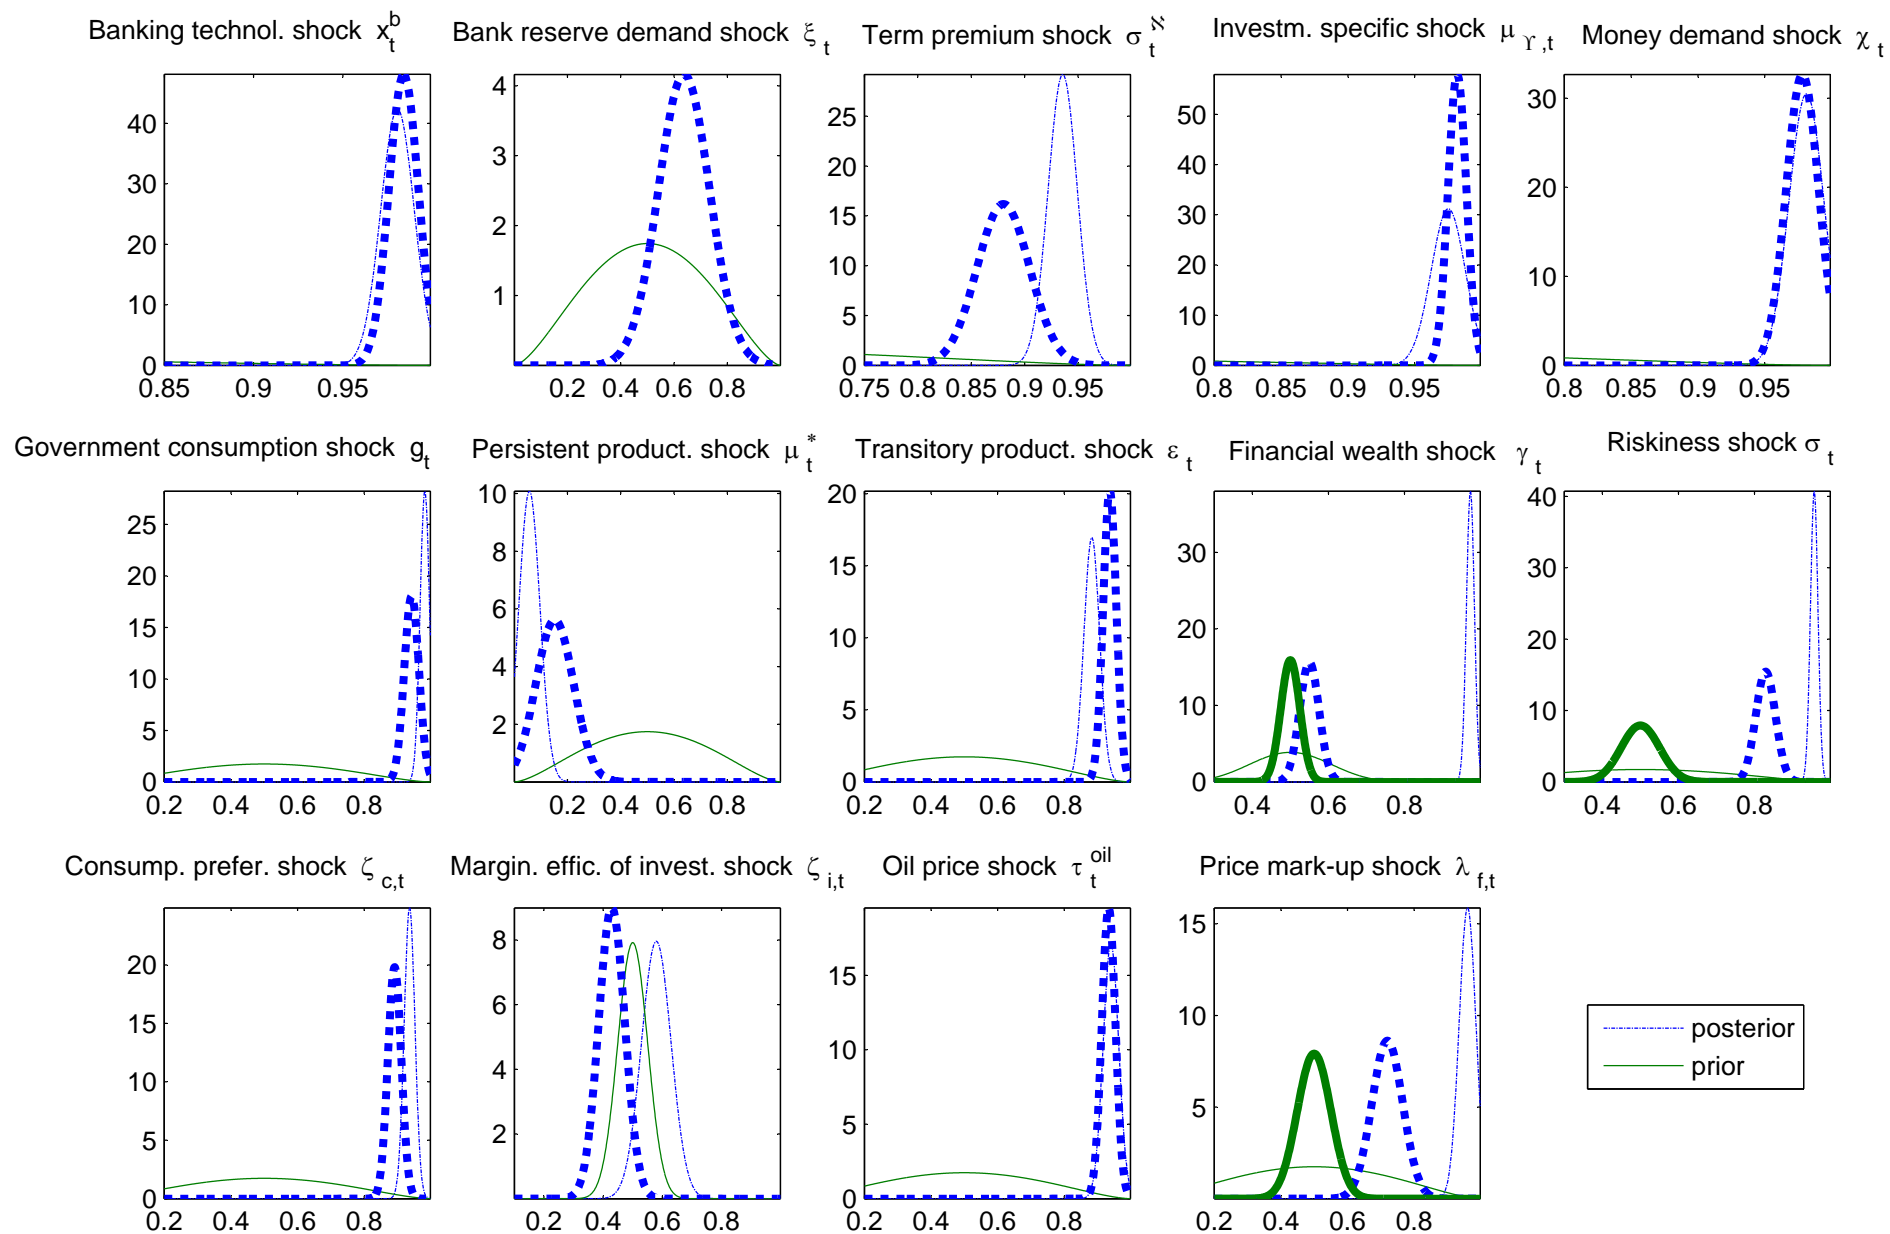 Banking technol. shock x_t^b
Bank reserve demand shock ξ_t
Term premium shock σ_t^ℵ
Investm. specific shock μ_ϒ,t
Money demand shock χ_t
40
30
20
10
0
0.85 0.9 0.95
4
3
2
1
0.2 0.4 0.6 0.8
25
20
15
10
5
0
0.75 0.8 0.85 0.9 0.95
50
40
30
20
10
0
0.8 0.85 0.9 0.95
30
20
10
0
0.8 0.85 0.9 0.95
Government consumption shock g_t
Persistent product. shock μ_t^*
Transitory product. shock ε_t
Financial wealth shock γ_t
Riskiness shock σ_t
25
20
15
10
5
0
0.2 0.4 0.6 0.8
10
8
6
4
2
0.2 0.4 0.6 0.8
20
15
10
5
0
0.2 0.4 0.6 0.8
30
20
10
0
0.4 0.6 0.8
40
30
20
10
0
0.4 0.6 0.8
Consump. prefer. shock ζ_c,t
Margin. effic. of invest. shock ζ_i,t
Oil price shock τ_t^oil
Price mark-up shock λ_f,t
20
15
10
5
0
0.2 0.4 0.6 0.8
8
6
4
2
0.2 0.4 0.6 0.8
15
10
5
0
0.2 0.4 0.6 0.8
15
10
5
0.2 0.4 0.6 0.8
posterior
prior